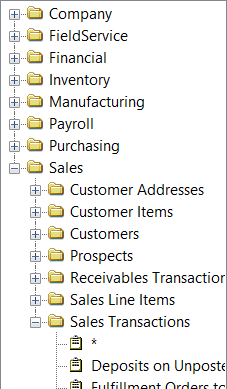 Company
FieldService
Financial
Inventory
Manufacturing
Payroll
Purchasing
Sales
Customer Addresses
Customer Items
Customers
Prospects
Receivables Transaction
Sales Line Items
Sales Transactions
*
Deposits on Unposte
Fulfillment Orders to